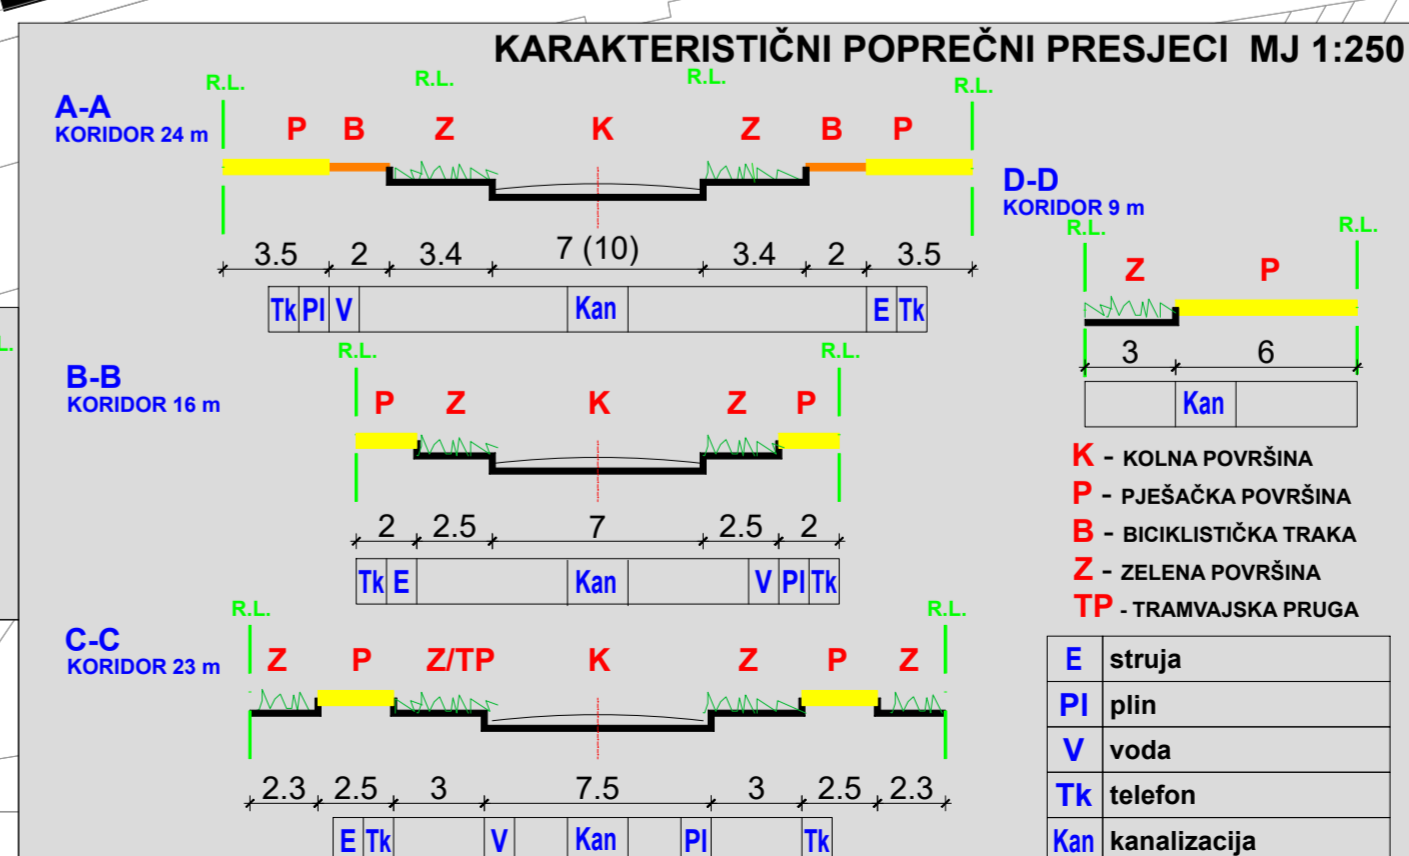 KARAKTERISTIČNI POPREČNI PRESJECI MJ 1:250
A-A
KORIDOR 24 m
R.L. R.L. R.L. R.L.
P B Z K Z B P
3.5 2 3.4 7 (10) 3.4 2 3.5
Tk Pl V Kan E Tk
B-B
KORIDOR 16 m
R.L. R.L.
P Z K Z P
2 2.5 7 2.5 2
Tk E Kan V Pl Tk
C-C
KORIDOR 23 m
R.L. R.L.
Z P Z/TP K Z P Z
2.3 2.5 3 7.5 3 2.5 2.3
E Tk V Kan Pl Tk
D-D
KORIDOR 9 m
R.L. R.L.
Z P
3 6
Kan
K - KOLNA POVRŠINA
P - PJEŠAČKA POVRŠINA
B - BICIKLISTIČKA TRAKA
Z - ZELENA POVRŠINA
TP - TRAMVAJSKA PRUGA
E struja
Pl plin
V voda
Tk telefon
Kan kanalizacija